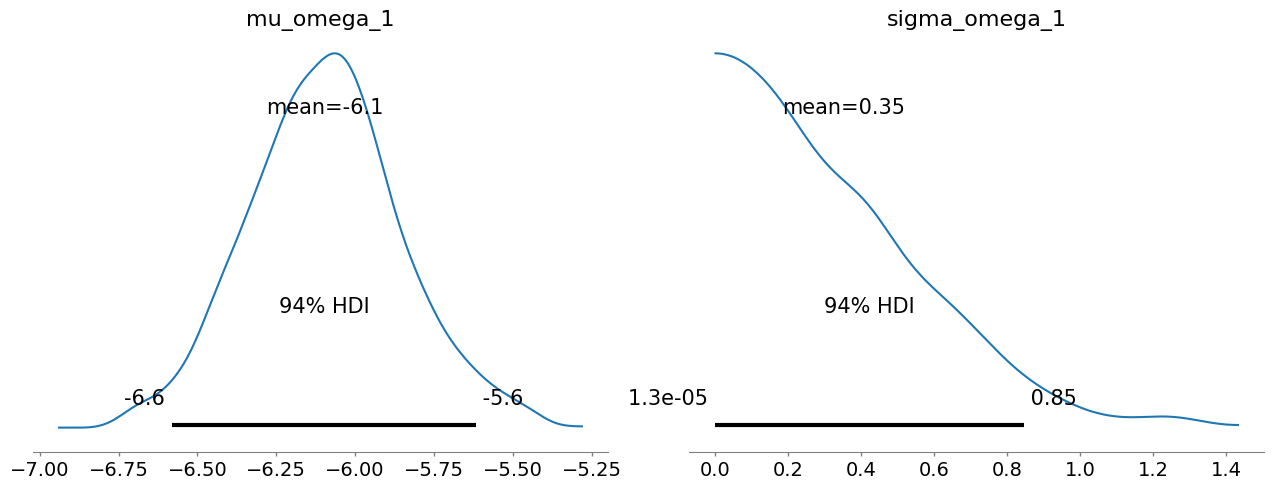 mu_omega_1
mean=-6.1
94% HDI
-6.6 -5.6
−7.00 −6.75 −6.50 −6.25 −6.00 −5.75 −5.50 −5.25
sigma_omega_1
mean=0.35
94% HDI
1.3e-05 0.85
0.0 0.2 0.4 0.6 0.8 1.0 1.2 1.4